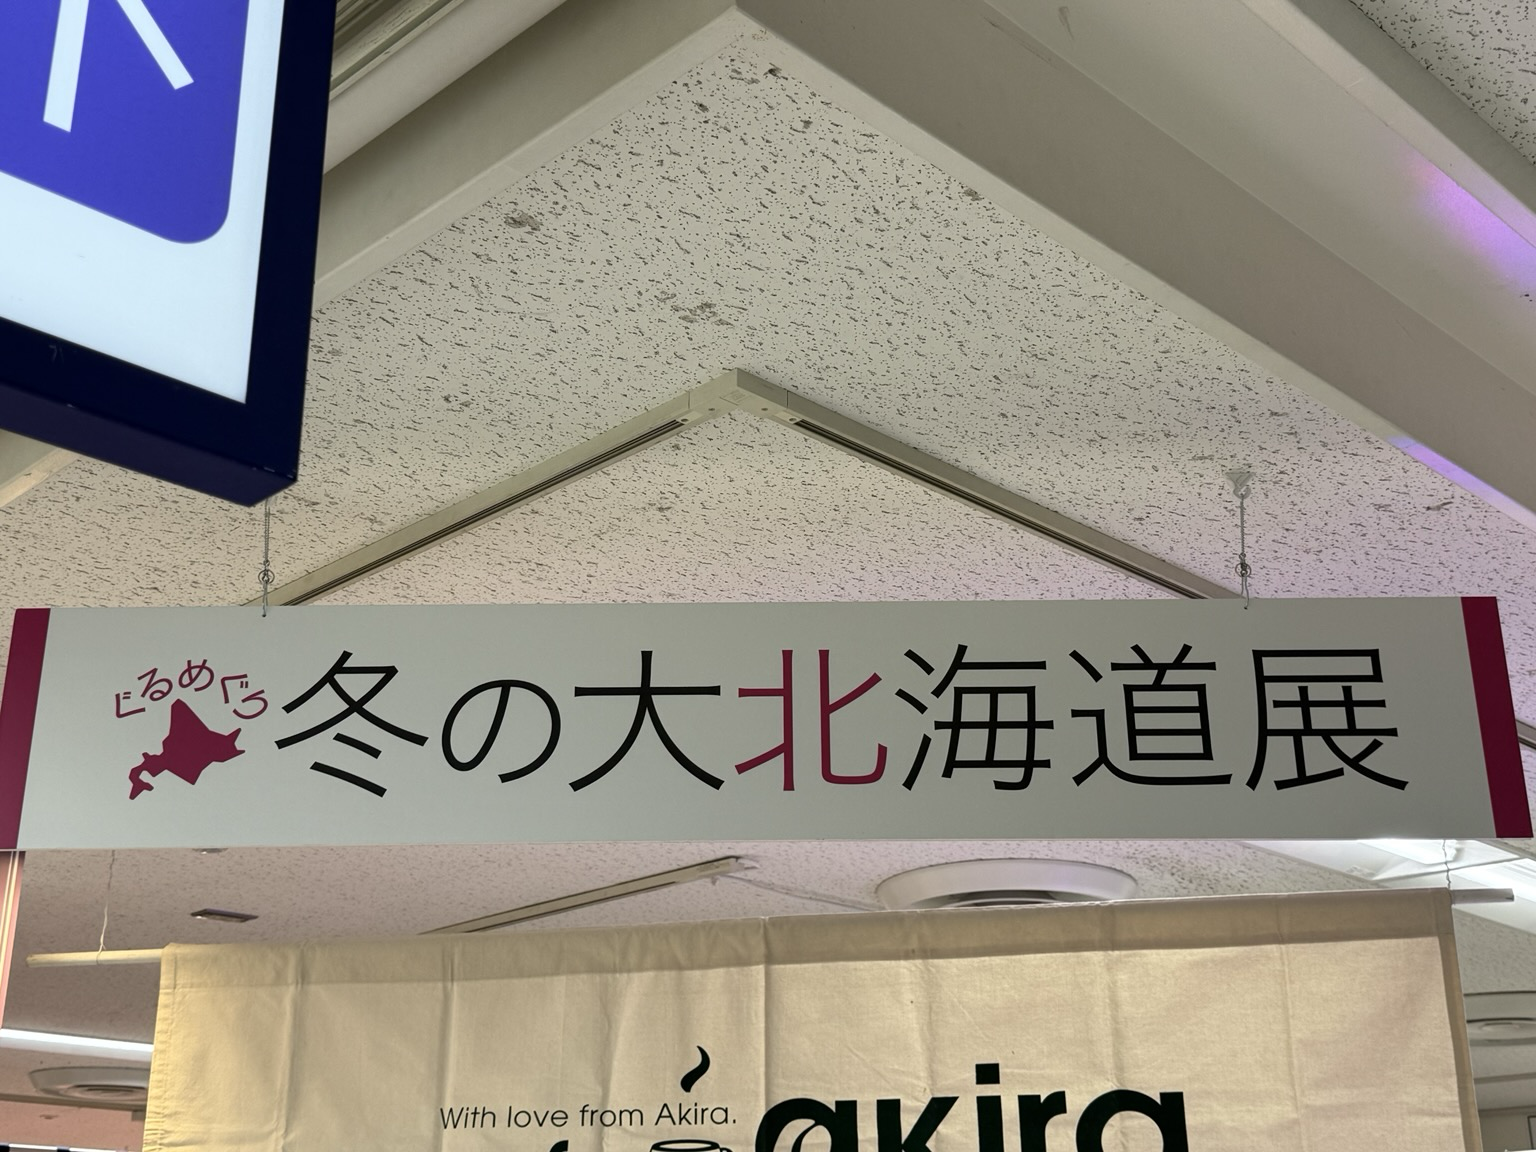 ぐるめぐり
冬の大北海道展
With love from Akira.
akira